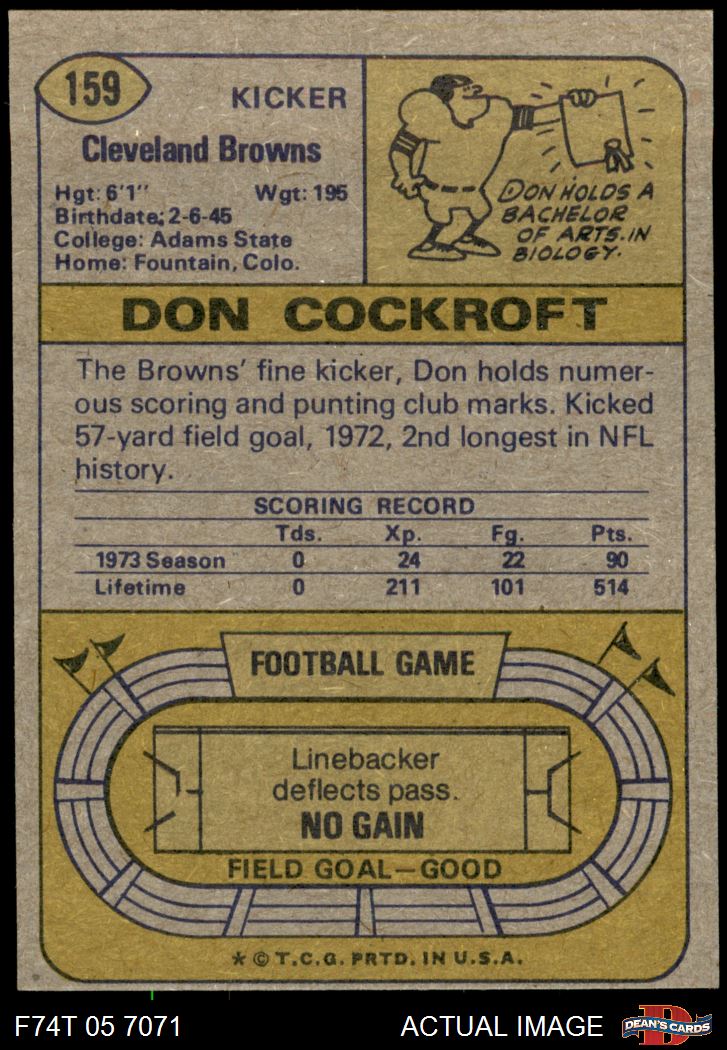 159
KICKER
Cleveland Browns
Hgt: 6'1" Wgt: 195
Birthdate: 2-6-45
College: Adams State
Home: Fountain, Colo.
DON HOLDS A
BACHELOR
OF ARTS.IN
BIOLOGY.
DON COCKROFT
The Browns' fine kicker, Don holds numer-
ous scoring and punting club marks. Kicked
57-yard field goal, 1972, 2nd longest in NFL
history.
SCORING RECORD
Tds. Xp. Fg. Pts.
1973 Season 0 24 22 90
Lifetime 0 211 101 514
FOOTBALL GAME
Linebacker
deflects pass.
NO GAIN
FIELD GOAL—GOOD
* © T.C.G. PRTD. IN U.S.A.
F74T 05 7071 ACTUAL IMAGE D DEAN'S CARDS